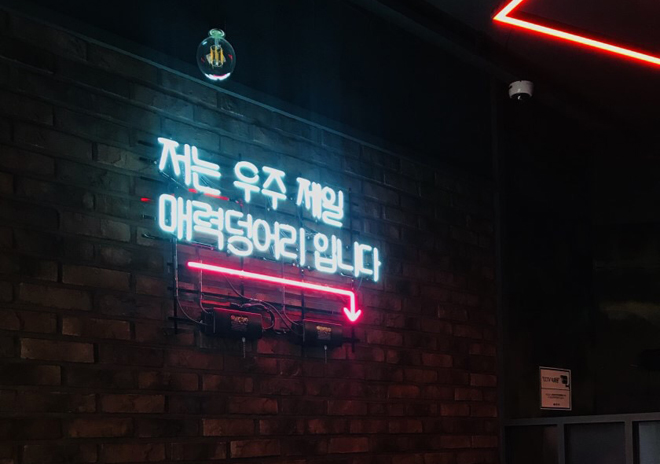 저는 우주 제일
매력덩어리 입니다